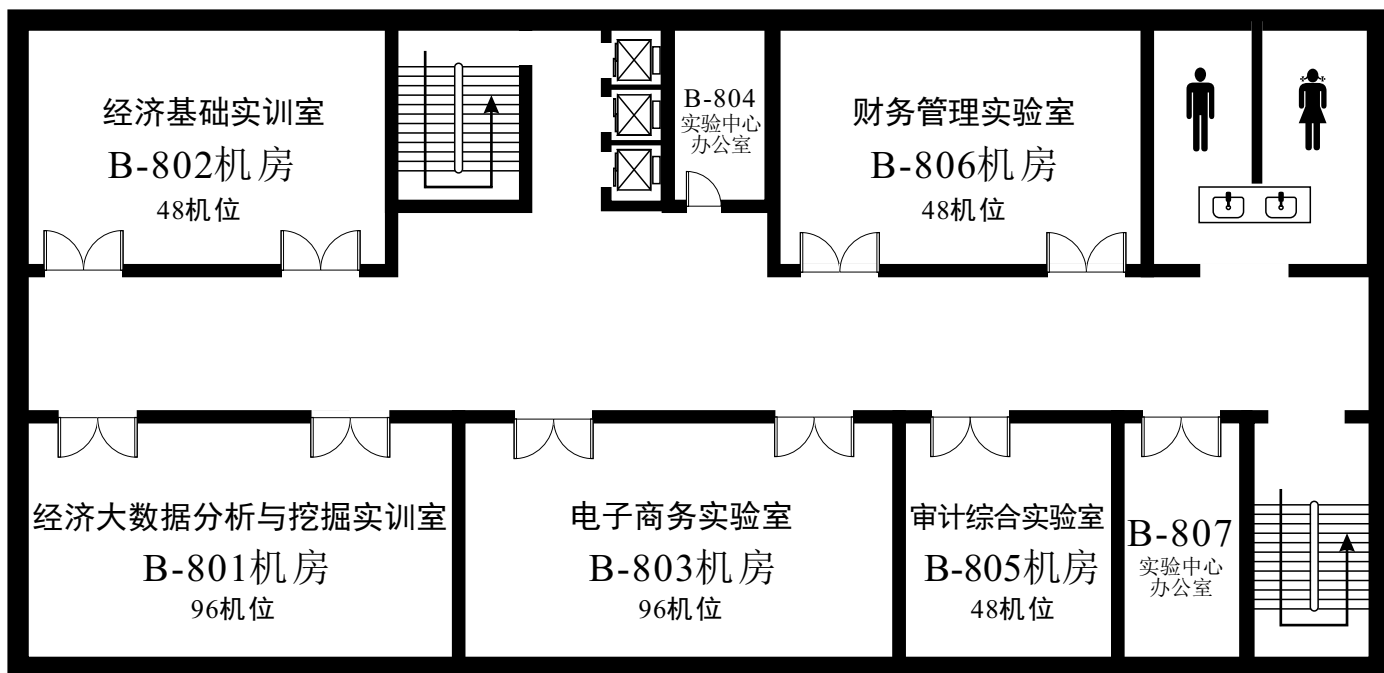 经济基础实训室
B-802机房
48机位
B-804
实验中心
办公室
财务管理实验室
B-806机房
48机位
经济大数据分析与挖掘实训室
B-801机房
96机位
电子商务实验室
B-803机房
96机位
审计综合实验室
B-805机房
48机位
B-807
实验中心
办公室